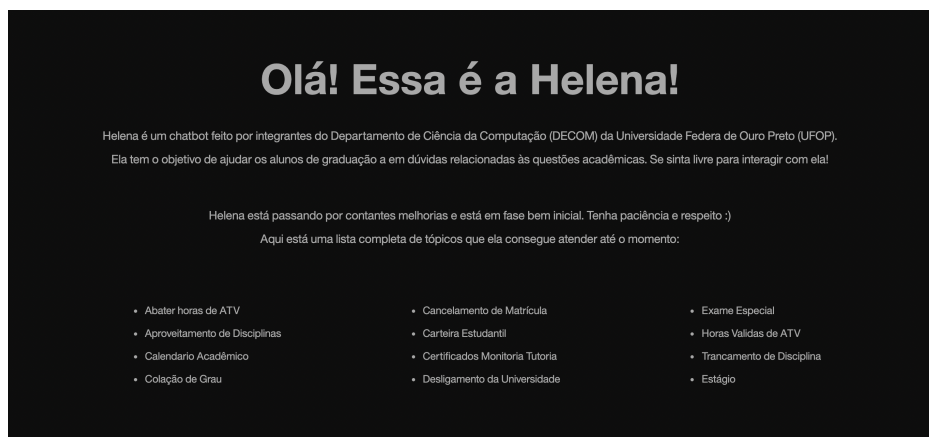 Olá! Essa é a Helena!
Helena é um chatbot feito por integrantes do Departamento de Ciência da Computação (DECOM) da Universidade Federa de Ouro Preto (UFOP).
Ela tem o objetivo de ajudar os alunos de graduação a em dúvidas relacionadas às questões acadêmicas. Se sinta livre para interagir com ela!
Helena está passando por contantes melhorias e está em fase bem inicial. Tenha paciência e respeito :)
Aqui está uma lista completa de tópicos que ela consegue atender até o momento:
• Abater horas de ATV
• Aproveitamento de Disciplinas
• Calendario Acadêmico
• Colação de Grau
• Cancelamento de Matrícula
• Carteira Estudantil
• Certificados Monitoria Tutoria
• Desligamento da Universidade
• Exame Especial
• Horas Validas de ATV
• Trancamento de Disciplina
• Estágio